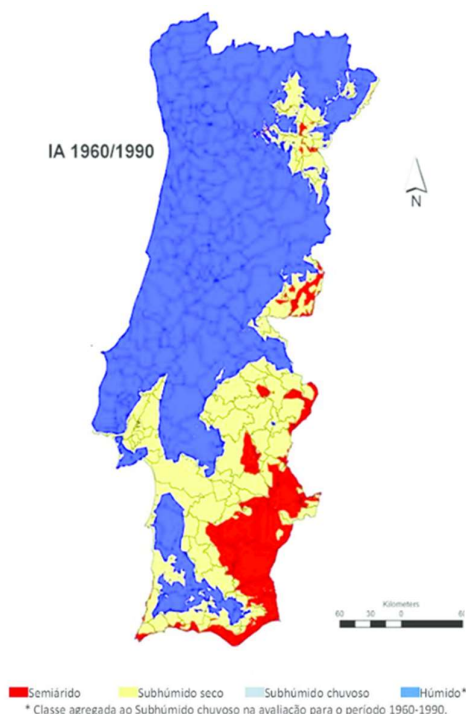 IA 1960/1990
N
Kilometers
60 30 0 60
Semiárido Subhúmido seco Subhúmido chuvoso Húmido*
* Classe agregada ao Subhúmido chuvoso na avaliação para o período 1960-1990.